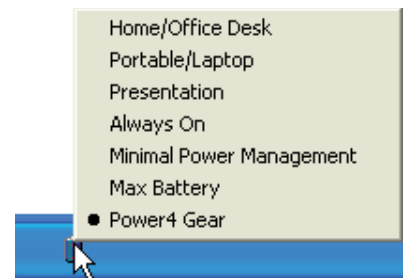 Home/Office Desk
Portable/Laptop
Presentation
Always On
Minimal Power Management
Max Battery
Power4 Gear